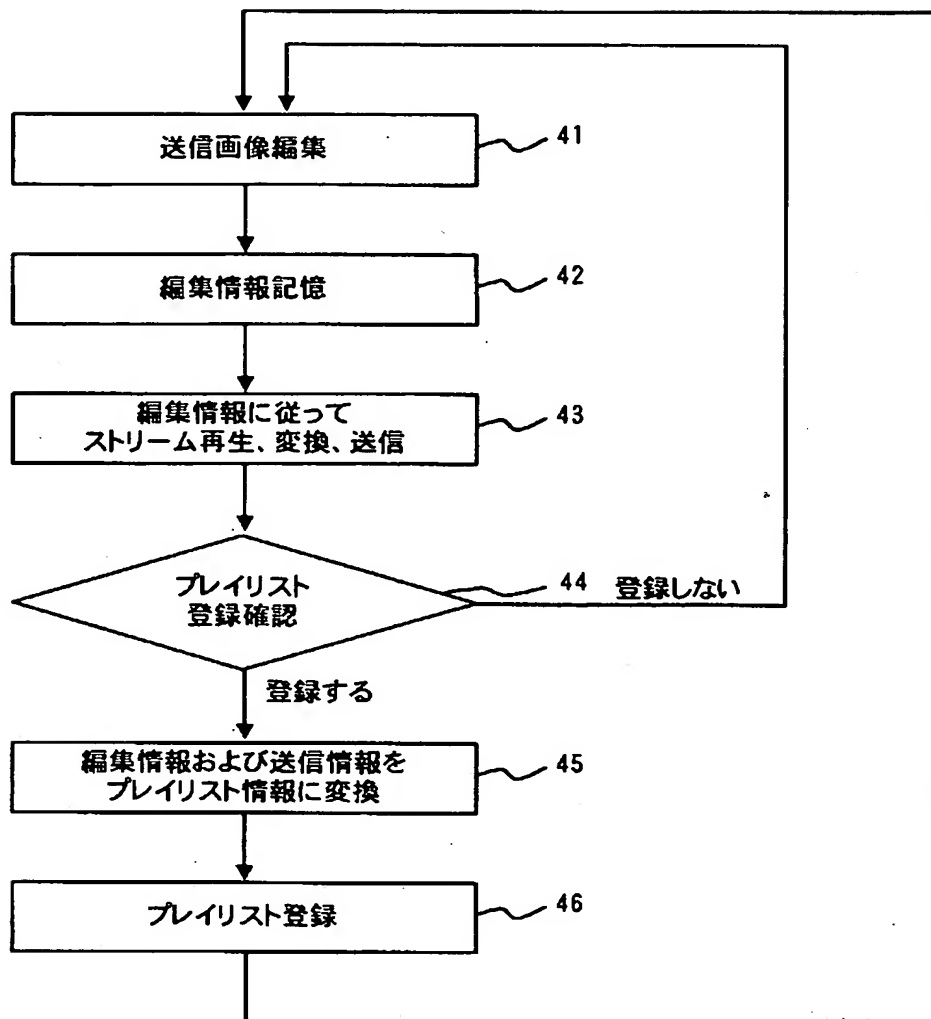 送信画像編集
41
編集情報記憶
42
編集情報に従って
ストリーム再生、変換、送信
43
プレイリスト
登録確認
44
登録しない
登録する
編集情報および送信情報を
プレイリスト情報に変換
45
プレイリスト登録
46